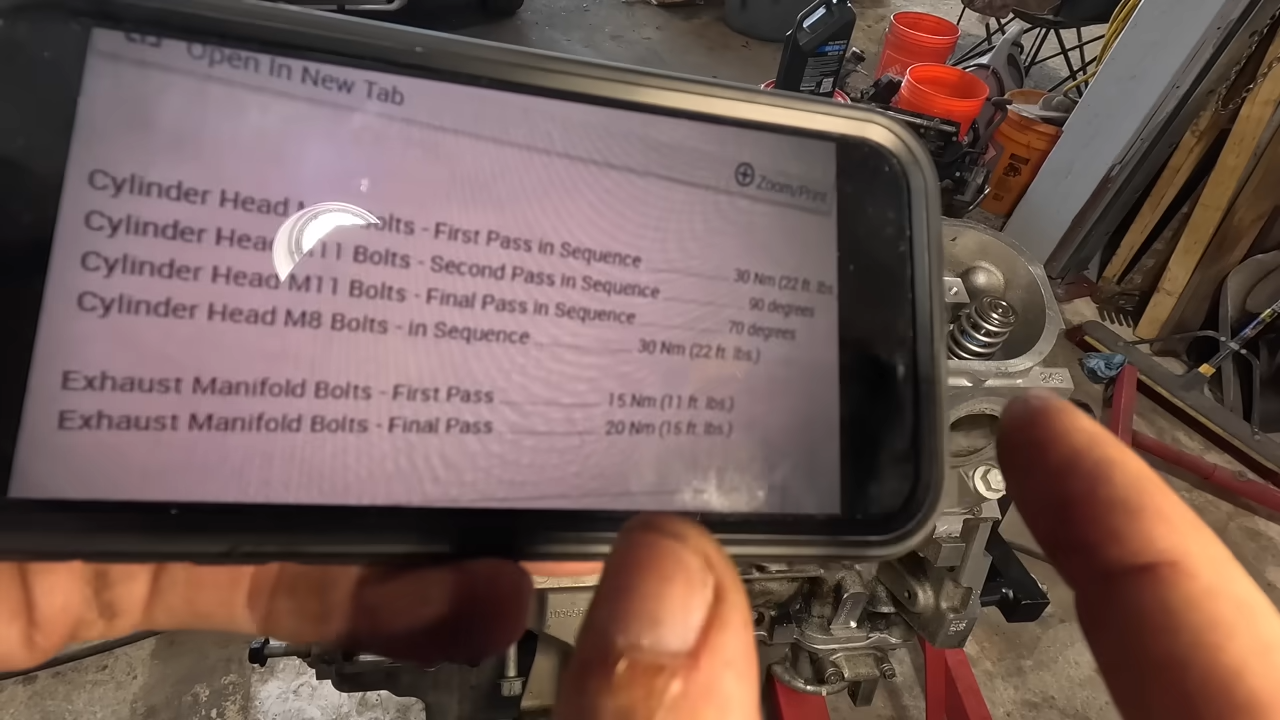 Open In New Tab
Zoom/Print
Cylinder Head Bolts - First Pass in Sequence 30 Nm (22 ft. lbs.
Cylinder Head M11 Bolts - Second Pass in Sequence 90 degrees
Cylinder Head M11 Bolts - Final Pass in Sequence 70 degrees
Cylinder Head M8 Bolts - in Sequence 30 Nm (22 ft. lbs.)
Exhaust Manifold Bolts - First Pass 15 Nm (11 ft. lbs.)
Exhaust Manifold Bolts - Final Pass 20 Nm (15 ft. lbs.)
243